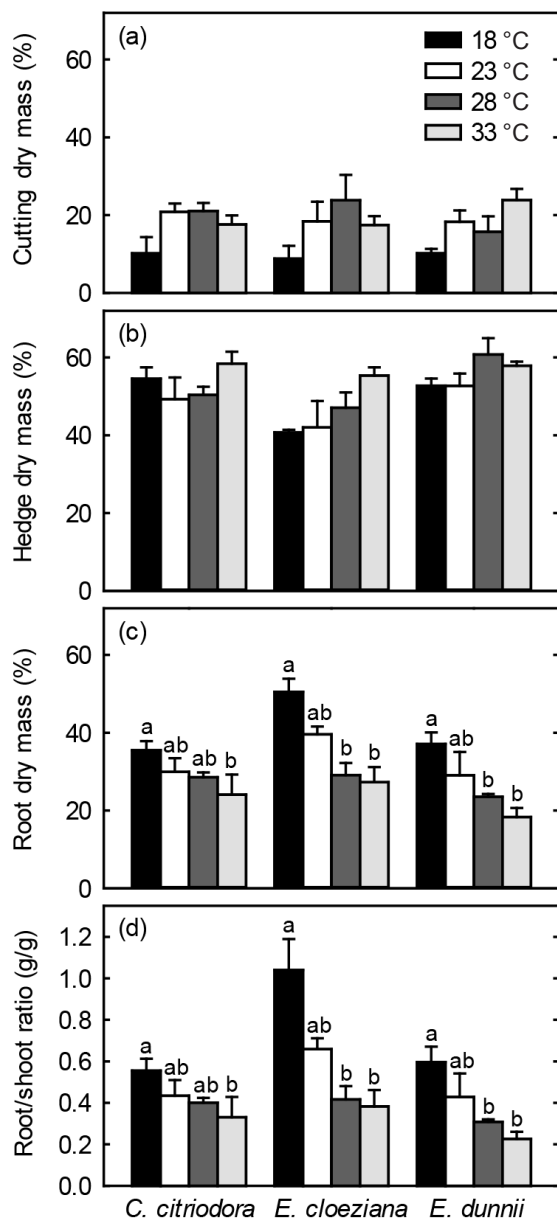 (a)
18 °C
23 °C
28 °C
33 °C
Cutting dry mass (%)
60
40
20
0
(b)
Hedge dry mass (%)
60
40
20
0
(c)
Root dry mass (%)
60
40
20
0
a ab ab b
a ab b b
a ab b b
(d)
Root/shoot ratio (g/g)
1.2
1.0
0.8
0.6
0.4
0.2
0.0
a ab ab b
a ab b b
a ab b b
C. citriodora E. cloeziana E. dunnii